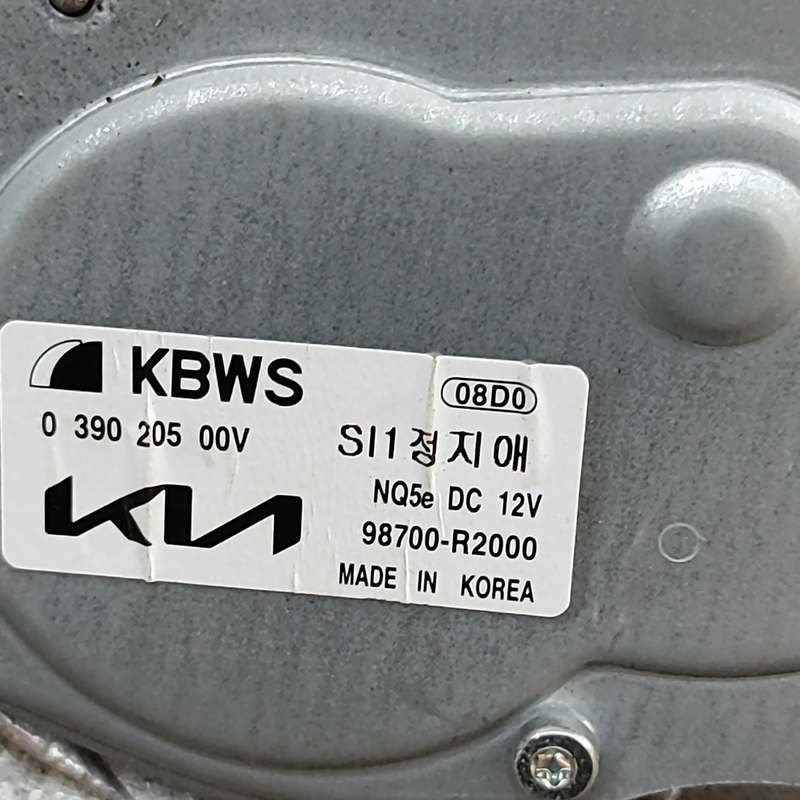 KBWS
08D0
0 390 205 00V
SI1정지애
KIA
NQ5e DC 12V
98700-R2000
MADE IN KOREA